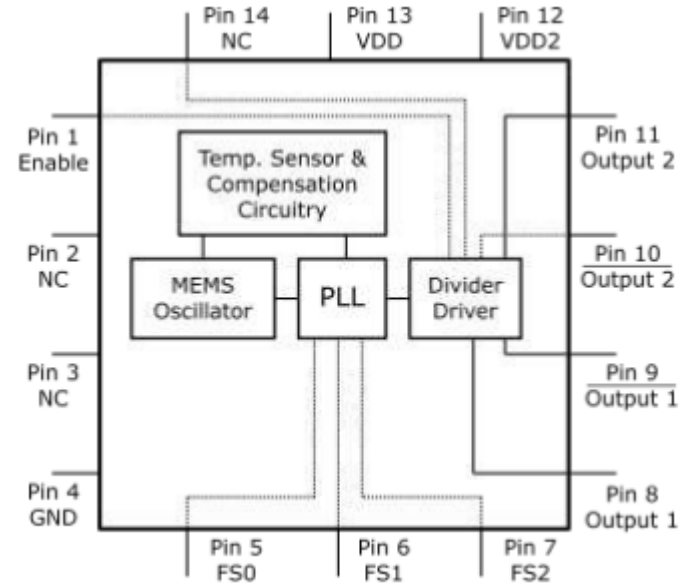 Pin 14
NC
Pin 13
VDD
Pin 12
VDD2
Pin 1
Enable
Pin 11
Output 2
Temp. Sensor &
Compensation
Circuitry
Pin 2
NC
Pin 10
Output 2
MEMS
Oscillator
PLL
Divider
Driver
Pin 3
NC
Pin 9
Output 1
Pin 4
GND
Pin 8
Output 1
Pin 5
FS0
Pin 6
FS1
Pin 7
FS2